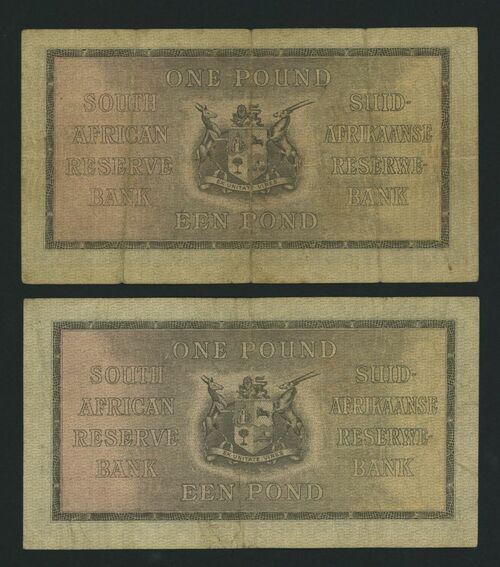 ONE POUND
SOUTH
AFRICAN
RESERVE
BANK
SUID-
AFRIKAANSE
RESERWE-
BANK
EX UNITATE VIRES
EEN POND
ONE POUND
SOUTH
AFRICAN
RESERVE
BANK
SUID-
AFRIKAANSE
RESERWE-
BANK
EX UNITATE VIRES
EEN POND